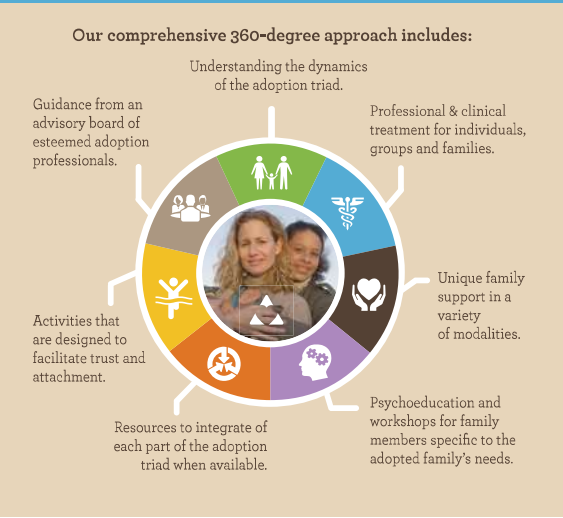 Our comprehensive 360-degree approach includes:
Understanding the dynamics
of the adoption triad.
Professional & clinical
treatment for individuals,
groups and families.
Unique family
support in a
variety
of modalities.
Psychoeducation and
workshops for family
members specific to the
adopted family's needs.
Resources to integrate of
each part of the adoption
triad when available.
Activities that
are designed to
facilitate trust and
attachment.
Guidance from an
advisory board of
esteemed adoption
professionals.